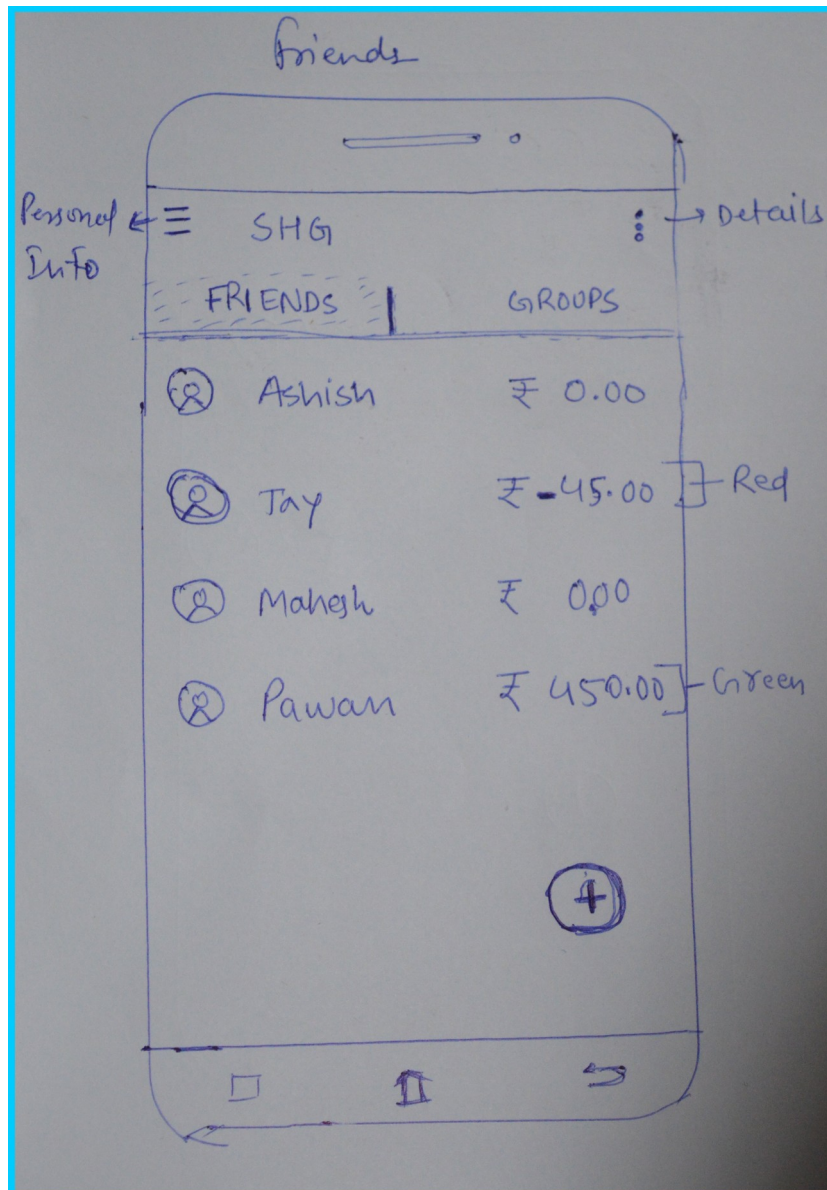 Friends
Personal Info
SHG
Details
FRIENDS GROUPS
Ashish ₹ 0.00
Jay ₹ -45.00 Red
Mahesh ₹ 0.00
Pawan ₹ 450.00 Green
+